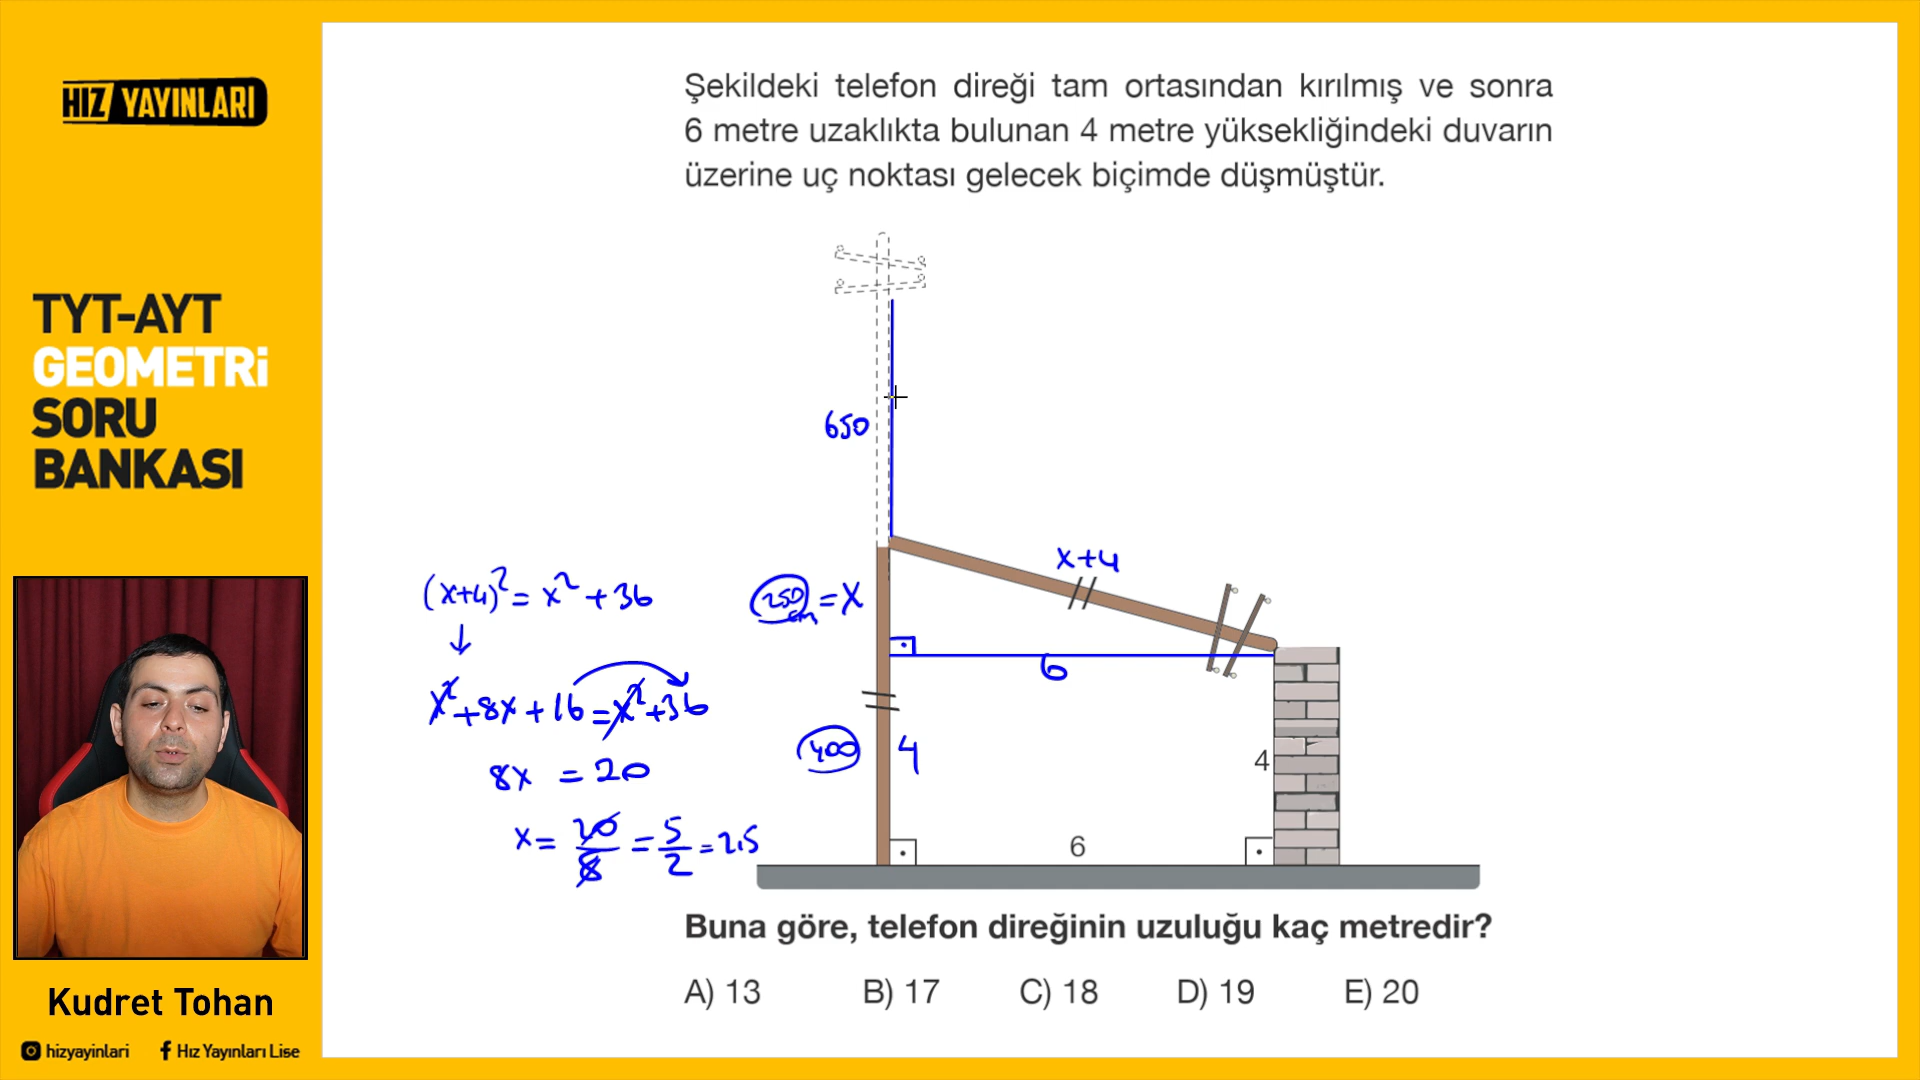 HIZ YAYINLARI
TYT-AYT
GEOMETRİ
SORU
BANKASI
Kudret Tohan
hizyayinlari
Hız Yayınları Lise
Şekildeki telefon direği tam ortasından kırılmış ve sonra
6 metre uzaklıkta bulunan 4 metre yüksekliğindeki duvarın
üzerine uç noktası gelecek biçimde düşmüştür.
650
x+4
250 cm = x
6
400
4
4
6
(x+4)² = x² + 36
↓
x² + 8x + 16 = x² + 36
8x = 20
x = 20/8 = 5/2 = 2,5
Buna göre, telefon direğinin uzuluğu kaç metredir?
A) 13 B) 17 C) 18 D) 19 E) 20